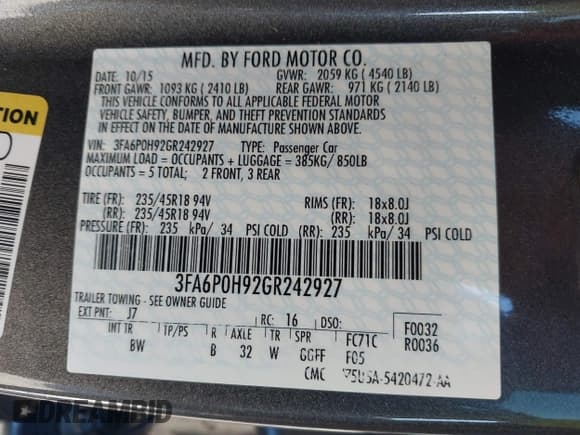 MFD. BY FORD MOTOR CO.
DATE: 10/15 GVWR: 2059 KG ( 4540 LB)
FRONT GAWR: 1093 KG ( 2410 LB) REAR GAWR: 971 KG ( 2140 LB)
THIS VEHICLE CONFORMS TO ALL APPLICABLE FEDERAL MOTOR
VEHICLE SAFETY, BUMPER, AND THEFT PREVENTION STANDARDS
IN EFFECT ON THE DATE OF MANUFACTURE SHOWN ABOVE.
VIN: 3FA6P0H92GR242927 TYPE: Passenger Car
MAXIMUM LOAD = OCCUPANTS + LUGGAGE = 385KG/ 850LB
OCCUPANTS = 5 TOTAL; 2 FRONT, 3 REAR
TIRE (FR): 235/45R18 94V RIMS (FR): 18x8.0J
(RR): 235/45R18 94V (RR): 18x8.0J
PRESSURE (FR): 235 kPa/ 34 PSI COLD (RR): 235 kPa/ 34 PSI COLD
3FA6P0H92GR242927
TRAILER TOWING - SEE OWNER GUIDE
EXT PNT: J7 RC: 16 DSO: F0032
INT TR TP/PS R AXLE TR SPR FC71C R0036
BW B 32 W GGFF F05
CMC 5U5A-5420472-AA
TION
DREAMBID